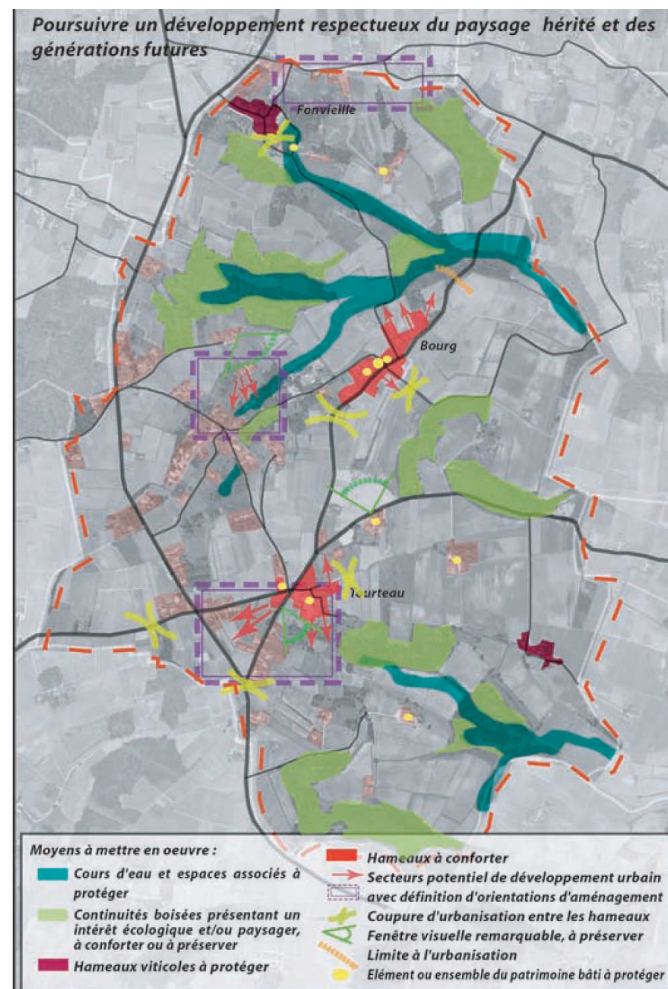 Poursuivre un développement respectueux du paysage hérité et des
générations futures
Fonvieille
Bourg
Tourteau
Moyens à mettre en oeuvre :
Cours d'eau et espaces associés à
protéger
Continuités boisées présentant un
intérêt écologique et/ou paysager,
à conforter ou à préserver
Hameaux viticoles à protéger
Hameaux à conforter
Secteurs potentiel de développement urbain
avec définition d'orientations d'aménagement
Coupure d'urbanisation entre les hameaux
Fenêtre visuelle remarquable, à préserver
Limite à l'urbanisation
Elément ou ensemble du patrimoine bâti à protéger